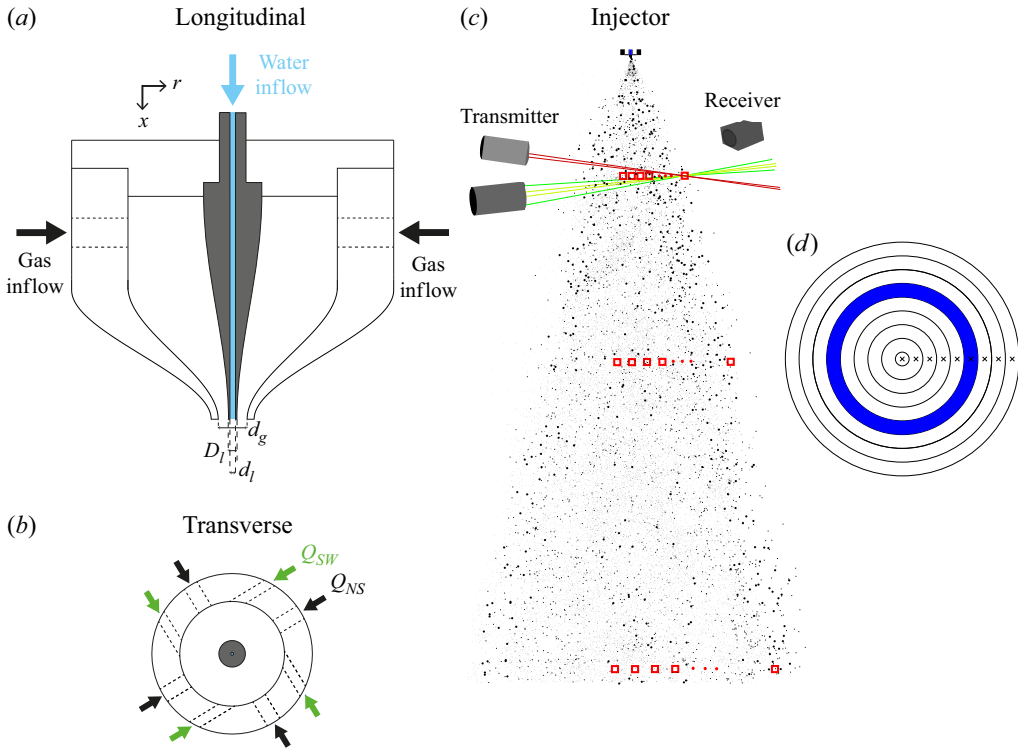 (a)
Longitudinal
Water
inflow
r
x
Gas
inflow
Gas
inflow
d_g
D_l
d_l
(b)
Transverse
Q_SW
Q_NS
(c)
Injector
Transmitter
Receiver
(d)